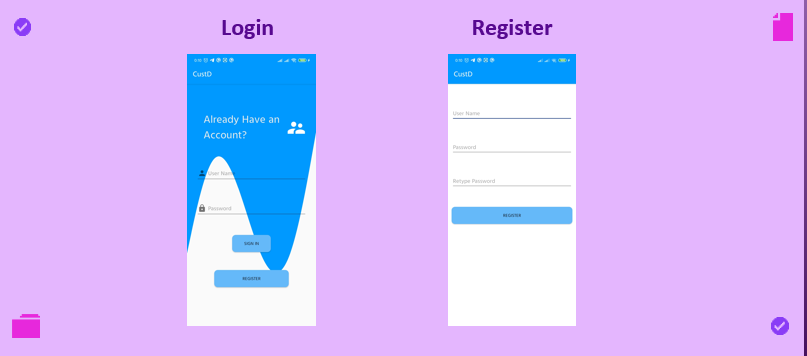 Login
Register
CustD
Already Have an
Account?
User Name
Password
SIGN IN
REGISTER
CustD
User Name
Password
Retype Password
REGISTER